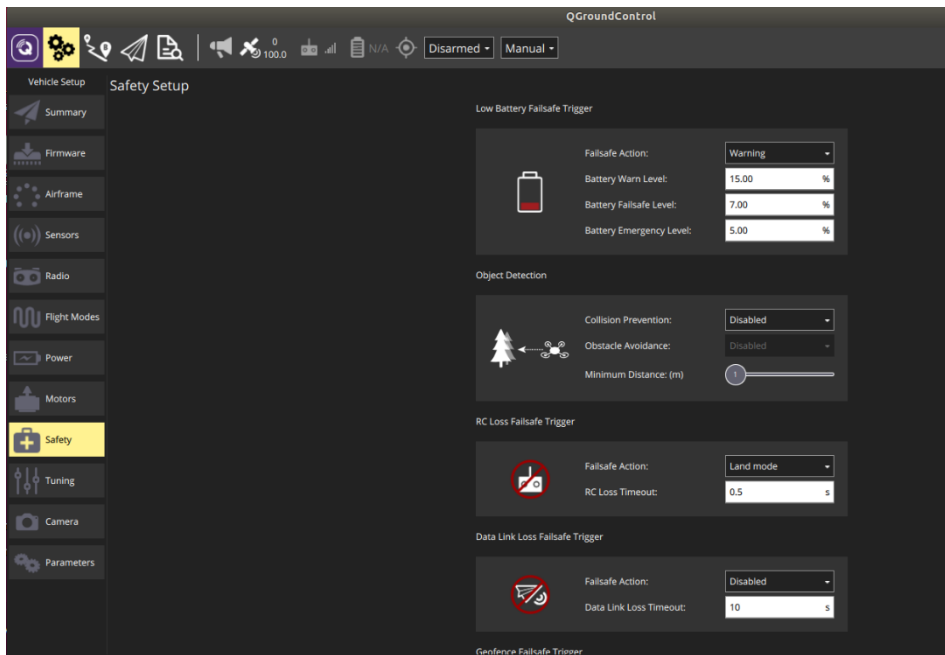 QGroundControl
0
100.0
N/A
Disarmed
Manual
Vehicle Setup
Safety Setup
Summary
Firmware
Airframe
Sensors
Radio
Flight Modes
Power
Motors
Safety
Tuning
Camera
Parameters
Low Battery Failsafe Trigger
Failsafe Action: Warning
Battery Warn Level: 15.00 %
Battery Failsafe Level: 7.00 %
Battery Emergency Level: 5.00 %
Object Detection
Collision Prevention: Disabled
Obstacle Avoidance: Disabled
Minimum Distance: (m) 1
RC Loss Failsafe Trigger
Failsafe Action: Land mode
RC Loss Timeout: 0.5 s
Data Link Loss Failsafe Trigger
Failsafe Action: Disabled
Data Link Loss Timeout: 10 s
Geofence Failsafe Trigger